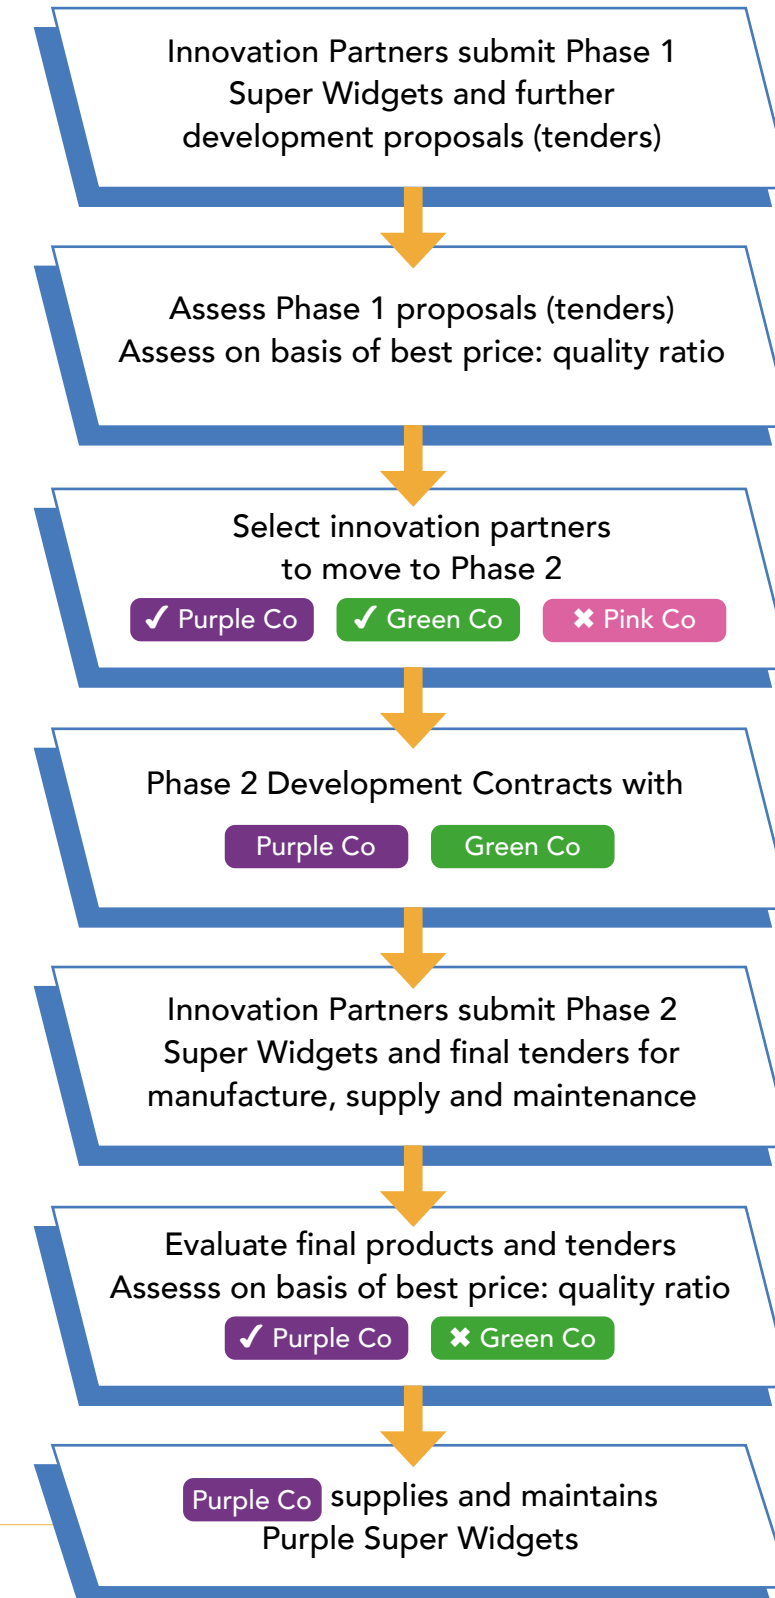 Innovation Partners submit Phase 1
Super Widgets and further
development proposals (tenders)
Assess Phase 1 proposals (tenders)
Assess on basis of best price: quality ratio
Select innovation partners
to move to Phase 2
✔ Purple Co ✔ Green Co ✖ Pink Co
Phase 2 Development Contracts with
Purple Co Green Co
Innovation Partners submit Phase 2
Super Widgets and final tenders for
manufacture, supply and maintenance
Evaluate final products and tenders
Assesss on basis of best price: quality ratio
✔ Purple Co ✖ Green Co
Purple Co supplies and maintains
Purple Super Widgets